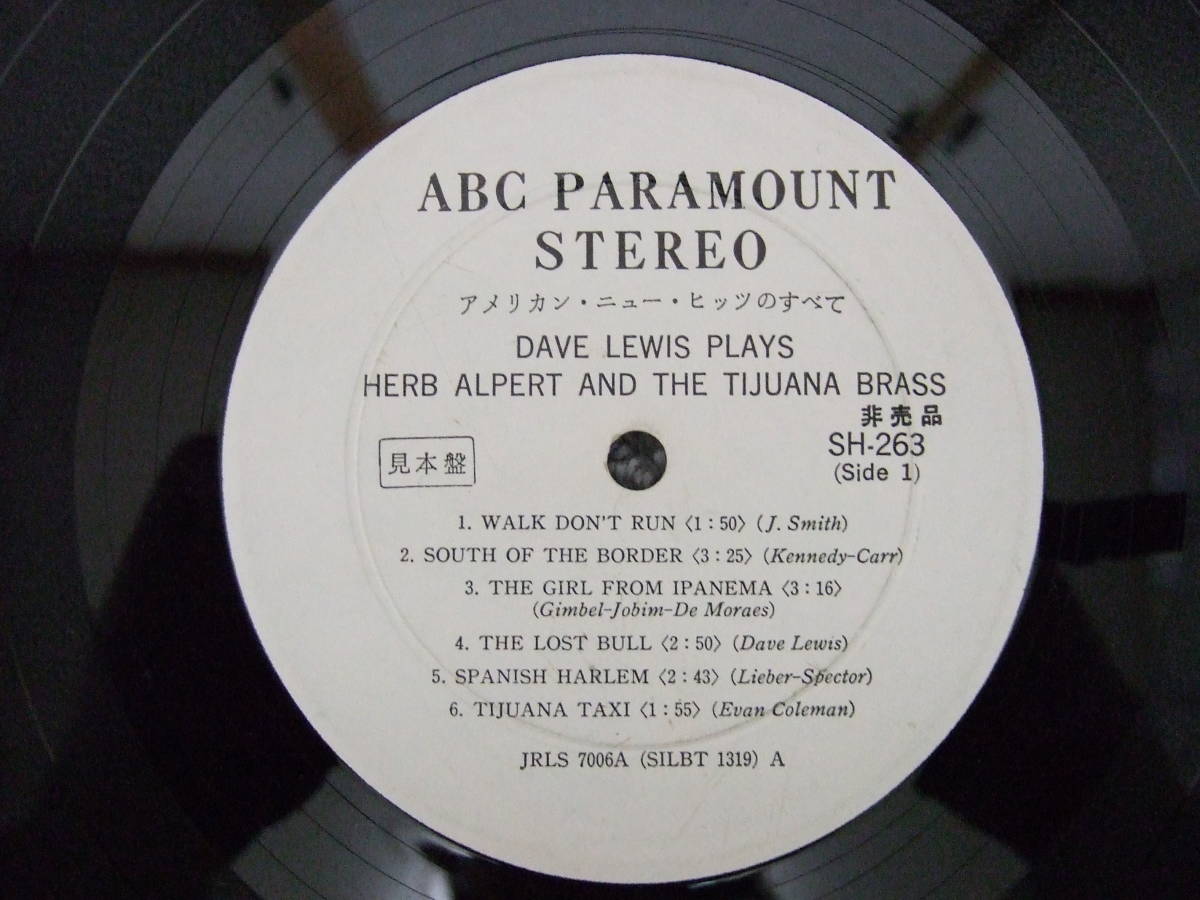 ABC PARAMOUNT
STEREO
アメリカン・ニュー・ヒッツのすべて
DAVE LEWIS PLAYS
HERB ALPERT AND THE TIJUANA BRASS
非売品
見本盤
SH-263
(Side 1)
1. WALK DON'T RUN 〈1:50〉 (J. Smith)
2. SOUTH OF THE BORDER 〈3:25〉 (Kennedy-Carr)
3. THE GIRL FROM IPANEMA 〈3:16〉
(Gimbel-Jobim-De Moraes)
4. THE LOST BULL 〈2:50〉 (Dave Lewis)
5. SPANISH HARLEM 〈2:43〉 (Lieber-Spector)
6. TIJUANA TAXI 〈1:55〉 (Evan Coleman)
JRLS 7006A (SILBT 1319) A